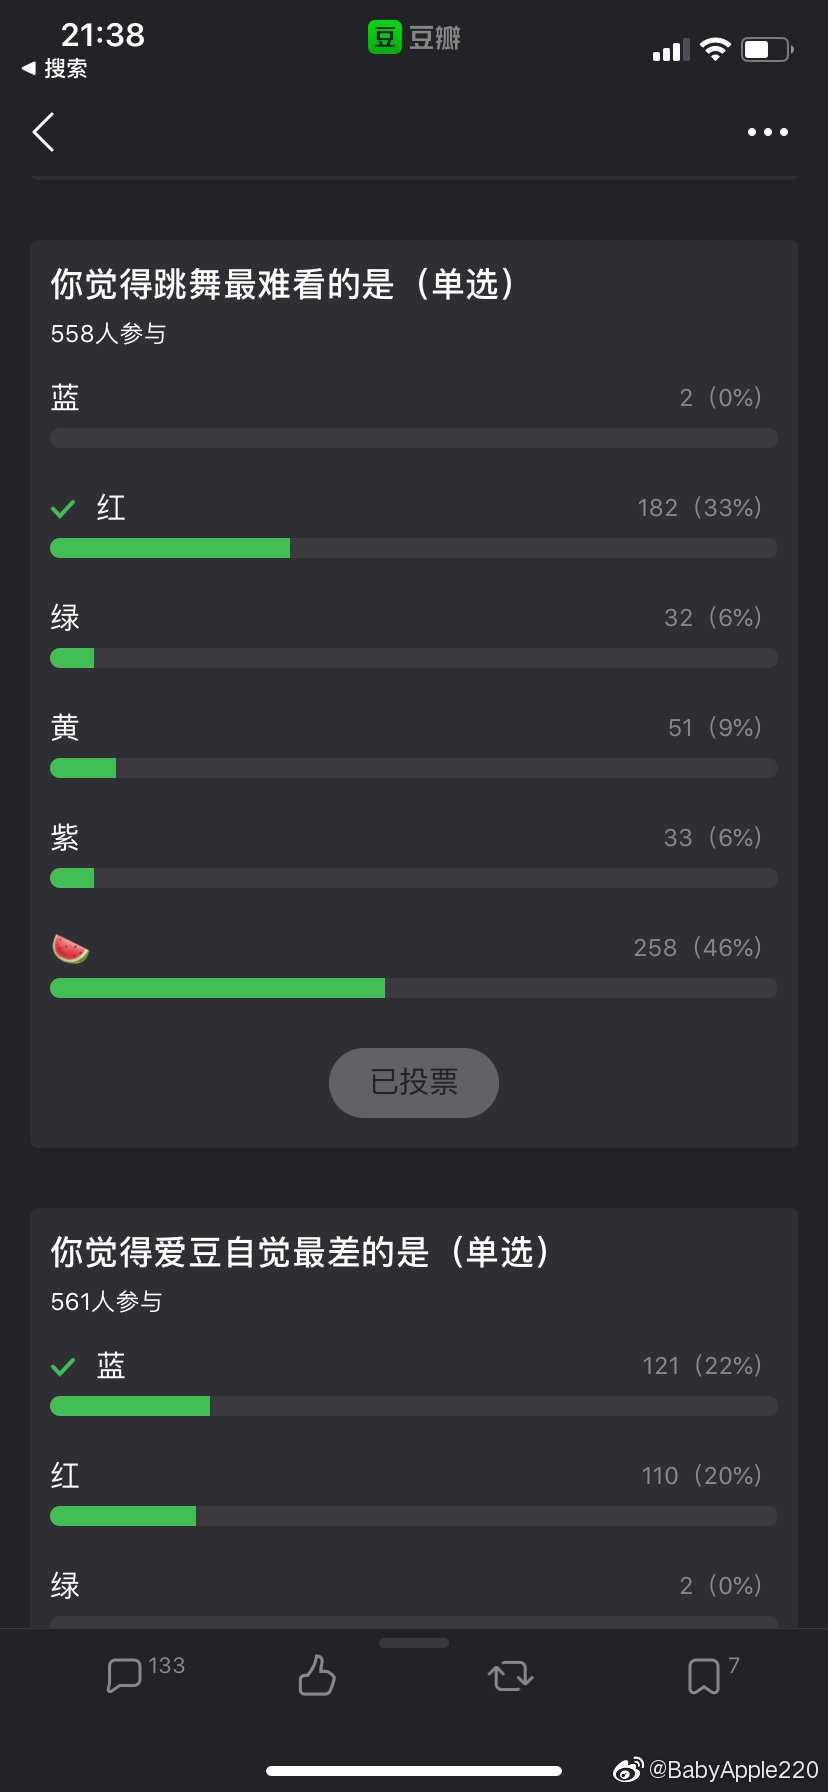 21:38
豆 豆瓣
搜索
你觉得跳舞最难看的是（单选）
558人参与
蓝 2（0%）
红 182（33%）
绿 32（6%）
黄 51（9%）
紫 33（6%）
🍉 258（46%）
已投票
你觉得爱豆自觉最差的是（单选）
561人参与
蓝 121（22%）
红 110（20%）
绿 2（0%）
133 7
@BabyApple220